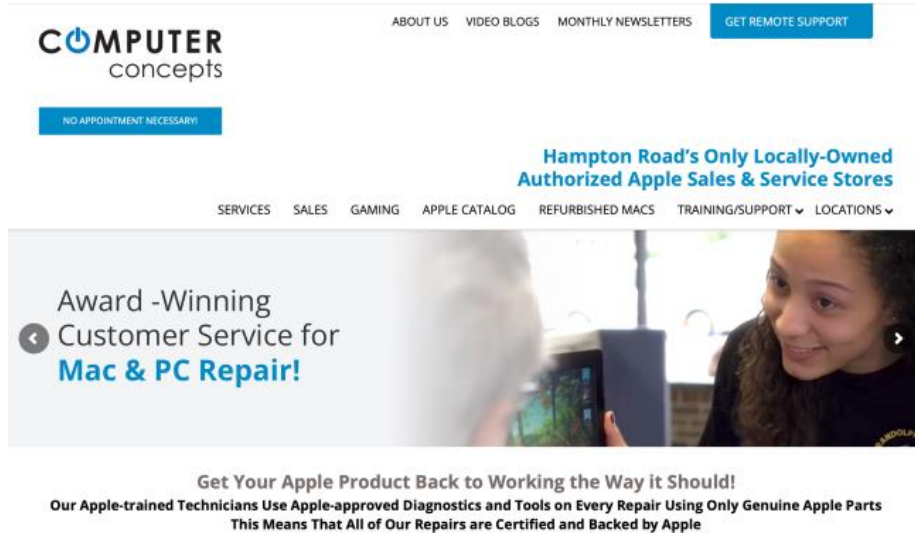 COMPUTER
concepts
ABOUT US VIDEO BLOGS MONTHLY NEWSLETTERS GET REMOTE SUPPORT
NO APPOINTMENT NECESSARY!
Hampton Road's Only Locally-Owned
Authorized Apple Sales & Service Stores
SERVICES SALES GAMING APPLE CATALOG REFURBISHED MACS TRAINING/SUPPORT LOCATIONS
Award -Winning
Customer Service for
Mac & PC Repair!
Get Your Apple Product Back to Working the Way it Should!
Our Apple-trained Technicians Use Apple-approved Diagnostics and Tools on Every Repair Using Only Genuine Apple Parts
This Means That All of Our Repairs are Certified and Backed by Apple